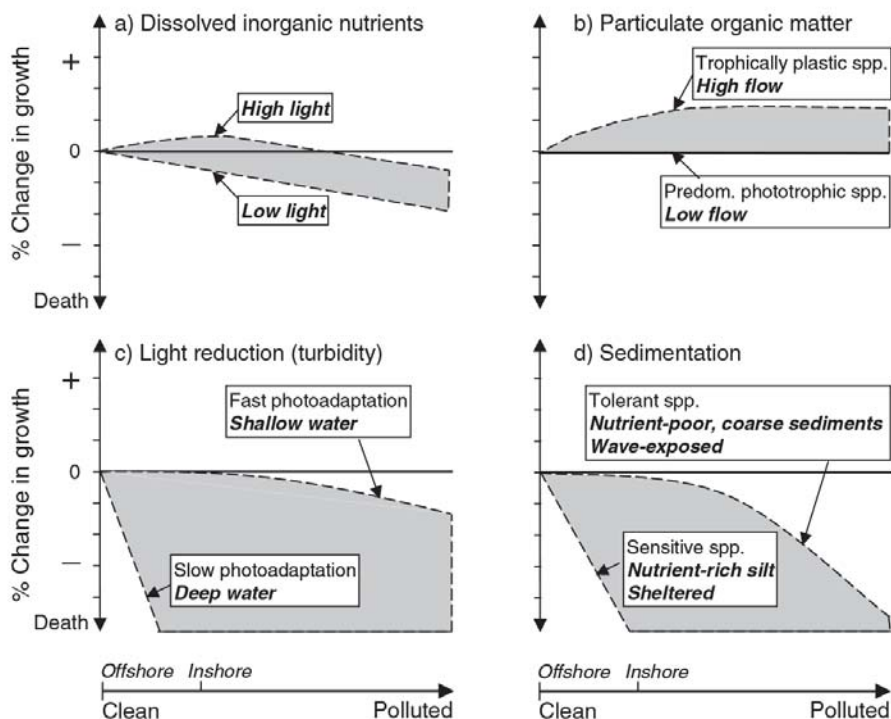 a) Dissolved inorganic nutrients
% Change in growth
+
0
—
Death
High light
Low light
b) Particulate organic matter
Trophically plastic spp.
High flow
Predom. phototrophic spp.
Low flow
c) Light reduction (turbidity)
% Change in growth
+
0
—
Death
Fast photoadaptation
Shallow water
Slow photoadaptation
Deep water
d) Sedimentation
Tolerant spp.
Nutrient-poor, coarse sediments
Wave-exposed
Sensitive spp.
Nutrient-rich silt
Sheltered
Offshore Inshore
Clean Polluted
Offshore Inshore
Clean Polluted